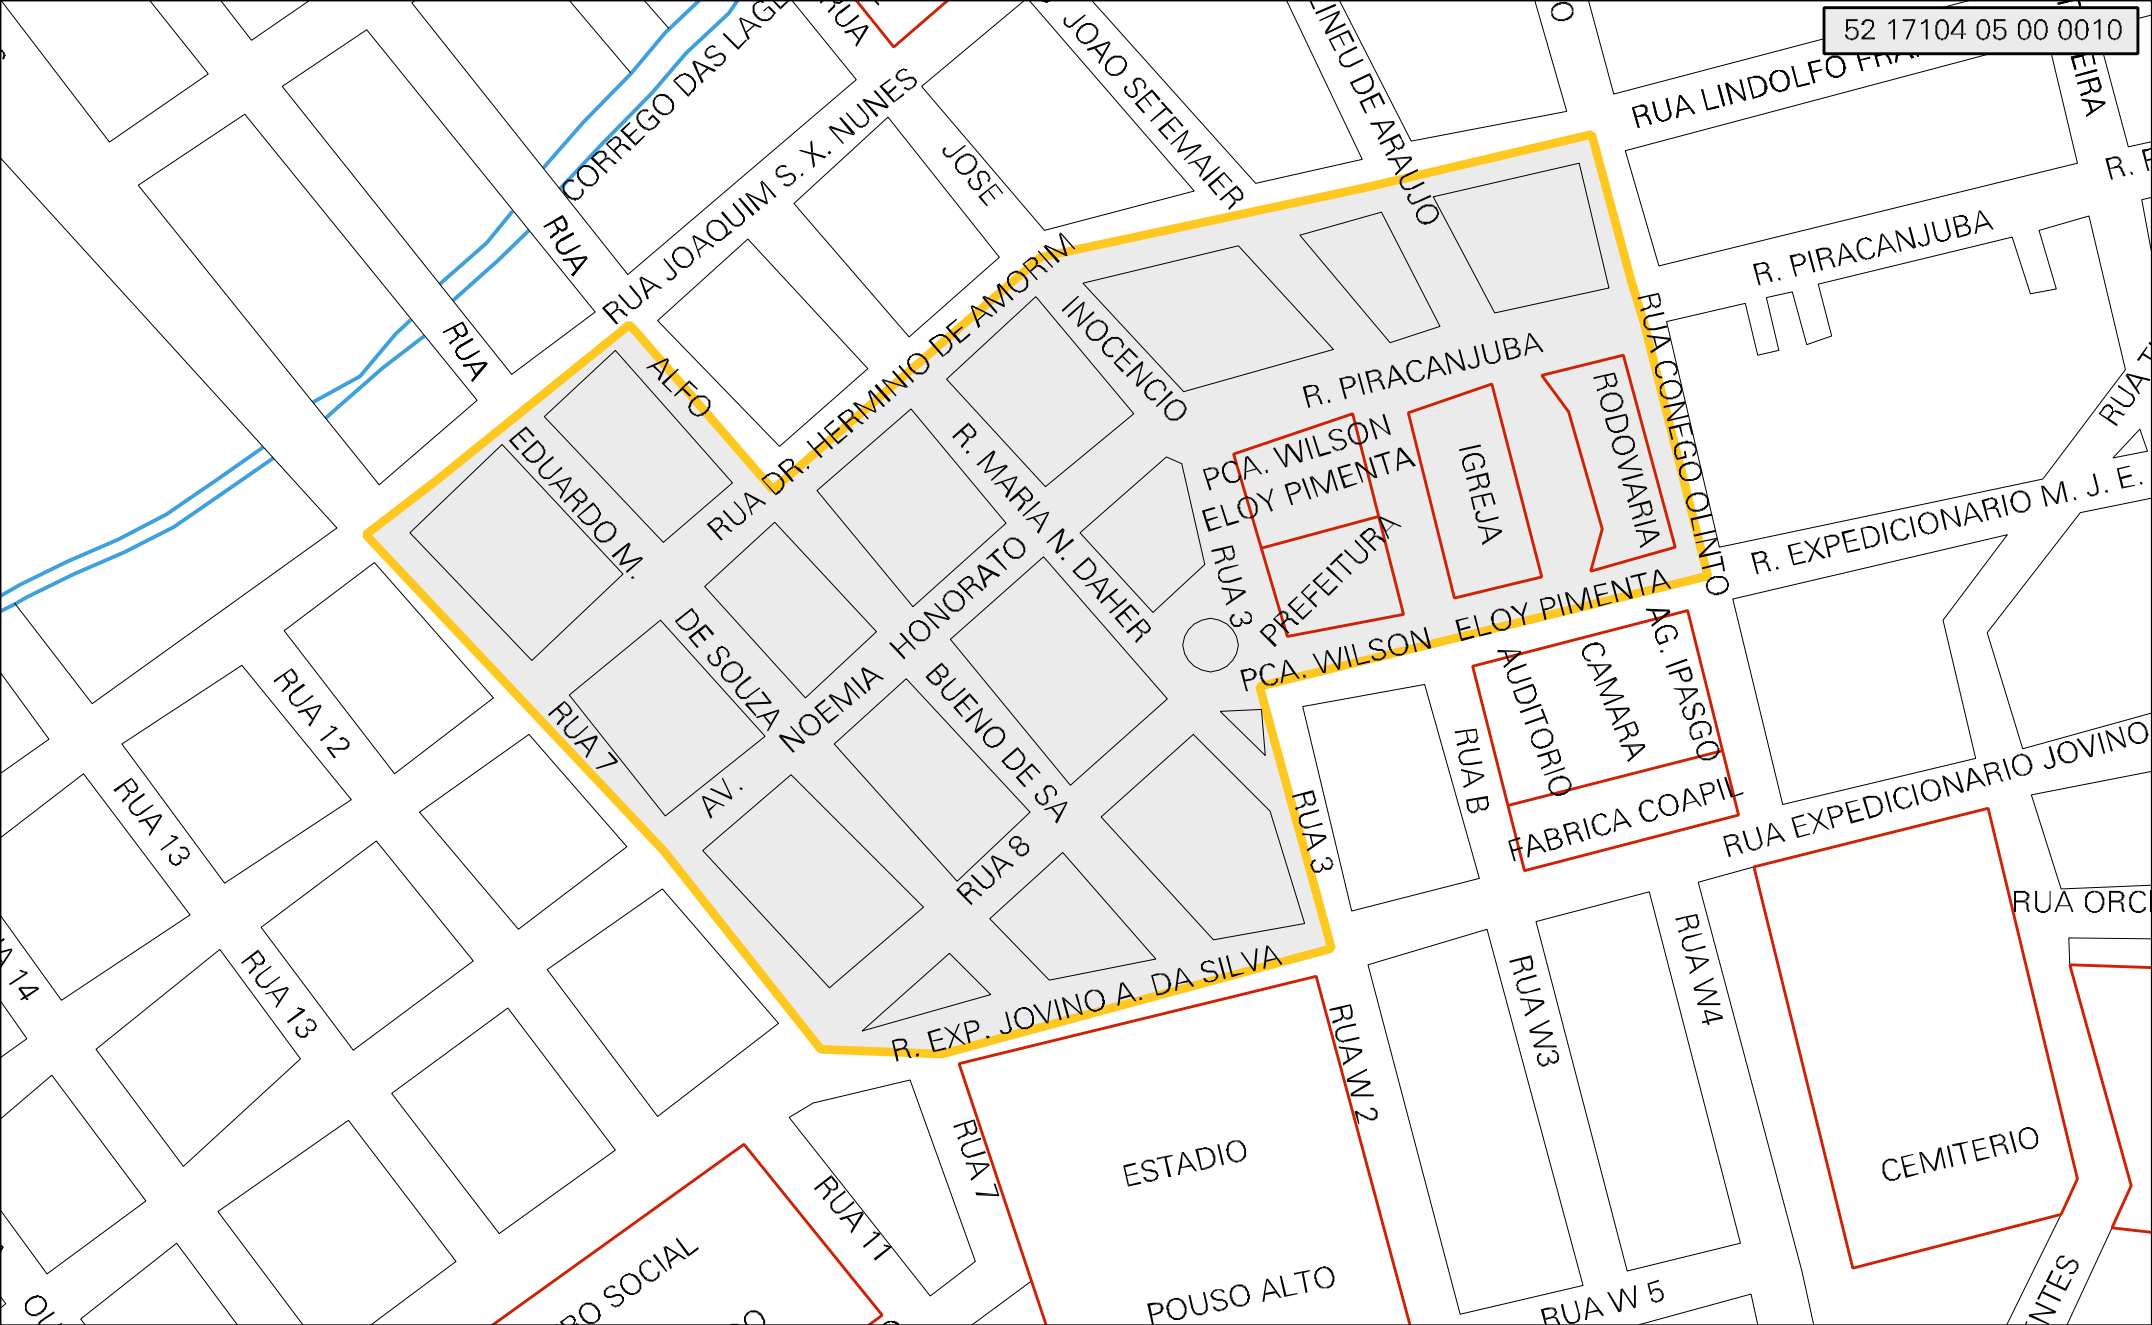 52 17104 05 00 0010
RUA
CORREGO DAS
JOAO SETEMAIER
LINEU DE ARAUJO
RUA LINDOLFO
RUA JOAQUIM S. X. NUNES
JOSE
RUA
RUA
R. PIRACANJUBA
ALFO
RUA DR. HERMINIO DE AMORIM
INOCENCIO
R. PIRACANJUBA
RUA CONEGO OLINTO
RODOVIARIA
IGREJA
PCA. WILSON
ELOY PIMENTA
PREFEITURA
RUA 3
EDUARDO M.
DE SOUZA
R. MARIA N. DAHER
AV. NOEMIA HONORATO
BUENO DE SA
PCA. WILSON ELOY PIMENTA
R. EXPEDICIONARIO M. J. E.
AUDITORIO
CAMARA
AG. IPASGO
FABRICA COAPIL
RUA B
RUA 3
RUA 7
RUA 8
RUA 12
RUA 13
RUA 13
RUA EXPEDICIONARIO JOVINO
R. EXP. JOVINO A. DA SILVA
RUA W 2
RUA W3
RUA W4
RUA 7
RUA 11
ESTADIO
CEMITERIO
POUSO ALTO
RUA W 5
SOCIAL